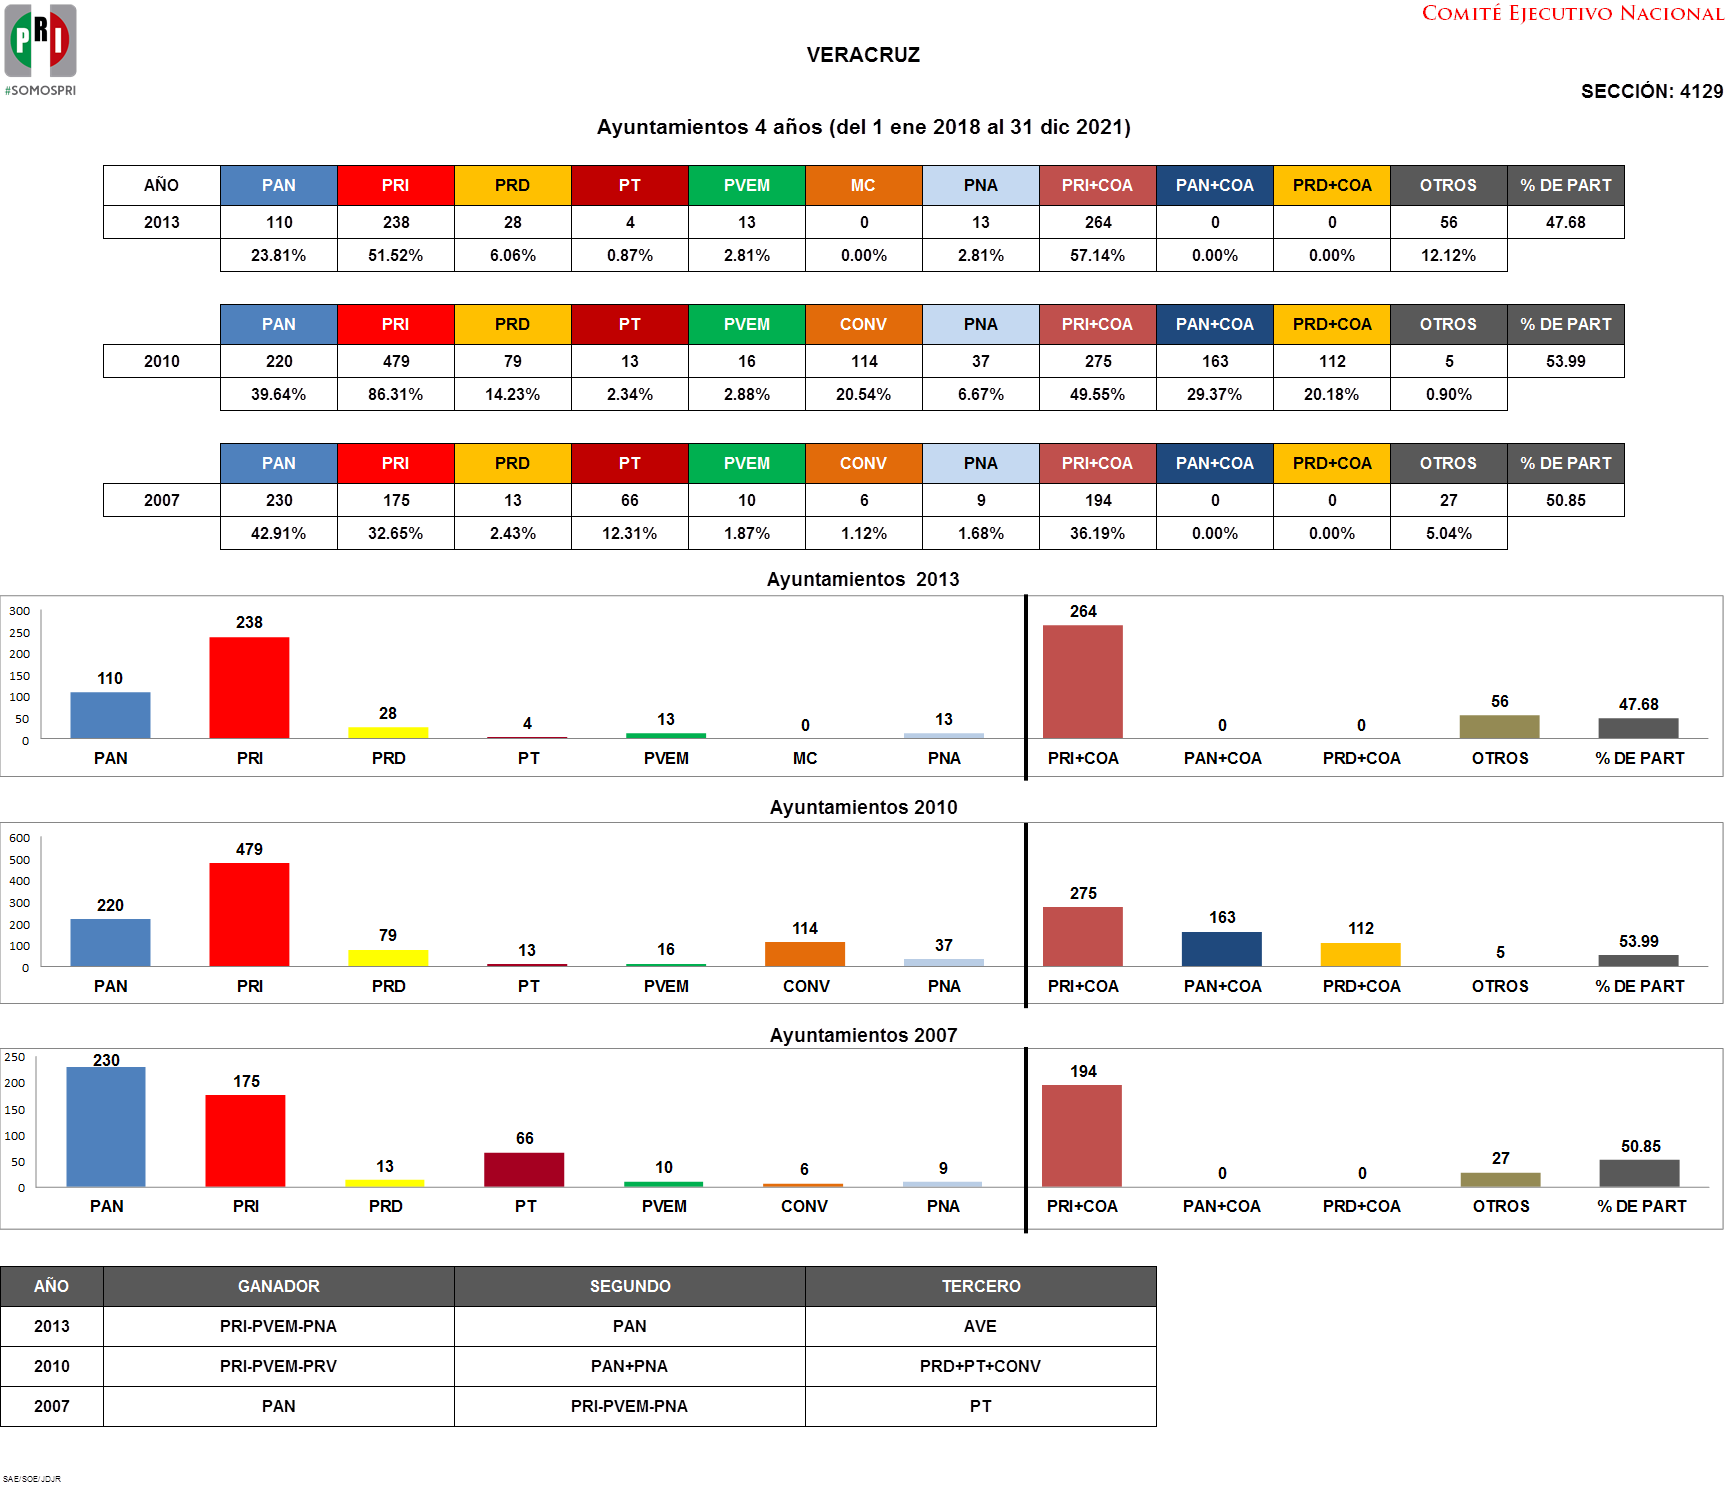 PRI
#SOMOSPRI
COMITÉ EJECUTIVO NACIONAL
VERACRUZ
SECCIÓN: 4129
Ayuntamientos 4 años (del 1 ene 2018 al 31 dic 2021)
AÑO PAN PRI PRD PT PVEM MC PNA PRI+COA PAN+COA PRD+COA OTROS % DE PART
2013 110 238 28 4 13 0 13 264 0 0 56 47.68
23.81% 51.52% 6.06% 0.87% 2.81% 0.00% 2.81% 57.14% 0.00% 0.00% 12.12%
PAN PRI PRD PT PVEM CONV PNA PRI+COA PAN+COA PRD+COA OTROS % DE PART
2010 220 479 79 13 16 114 37 275 163 112 5 53.99
39.64% 86.31% 14.23% 2.34% 2.88% 20.54% 6.67% 49.55% 29.37% 20.18% 0.90%
PAN PRI PRD PT PVEM CONV PNA PRI+COA PAN+COA PRD+COA OTROS % DE PART
2007 230 175 13 66 10 6 9 194 0 0 27 50.85
42.91% 32.65% 2.43% 12.31% 1.87% 1.12% 1.68% 36.19% 0.00% 0.00% 5.04%
Ayuntamientos 2013
300
250
200
150
100
50
0
110 238 28 4 13 0 13 264 0 0 56 47.68
PAN PRI PRD PT PVEM MC PNA PRI+COA PAN+COA PRD+COA OTROS % DE PART
Ayuntamientos 2010
600
500
400
300
200
100
0
220 479 79 13 16 114 37 275 163 112 5 53.99
PAN PRI PRD PT PVEM CONV PNA PRI+COA PAN+COA PRD+COA OTROS % DE PART
Ayuntamientos 2007
250
200
150
100
50
0
230 175 13 66 10 6 9 194 0 0 27 50.85
PAN PRI PRD PT PVEM CONV PNA PRI+COA PAN+COA PRD+COA OTROS % DE PART
AÑO GANADOR SEGUNDO TERCERO
2013 PRI-PVEM-PNA PAN AVE
2010 PRI-PVEM-PRV PAN+PNA PRD+PT+CONV
2007 PAN PRI-PVEM-PNA PT
SAE/SOE/JDJR